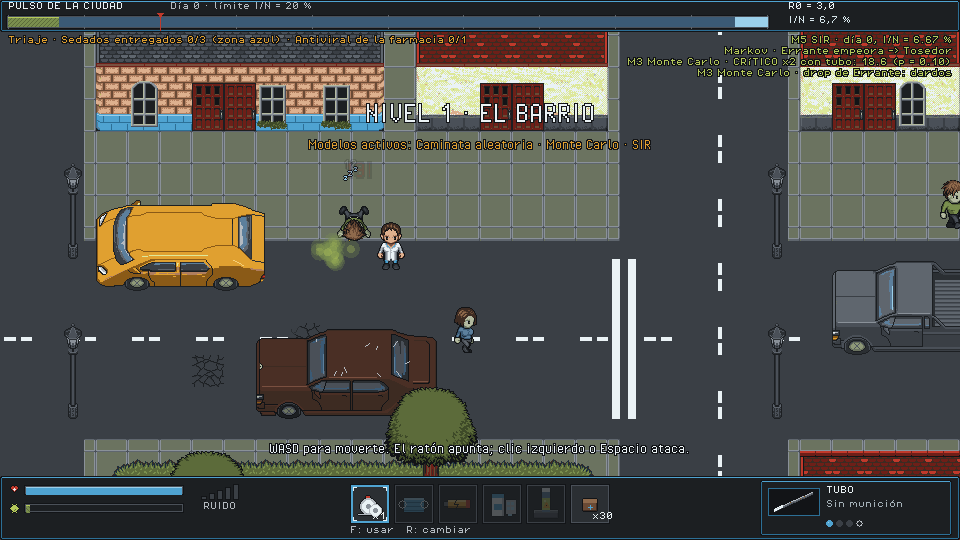 PULSO DE LA CIUDAD
Día 0 · límite I/N = 20 %
R0 = 3,0
I/N = 6,7 %
Triaje · Sedados entregados 0/3 (zona azul) · Antiviral de la farmacia 0/1
M5 SIR · día 0, I/N = 6.67 %
Markov · Errante empeora -> Tosedor
M3 Monte Carlo · CRÍTICO x2 con tubo: 18.6 (p = 0.10)
M3 Monte Carlo · drop de Errante: dardos
NIVEL 1 · EL BARRIO
Modelos activos: Caminata aleatoria · Monte Carlo · SIR
WASD para moverte. El ratón apunta; clic izquierdo o Espacio ataca.
RUIDO
x1
x30
F: usar R: cambiar
TUBO
Sin munición